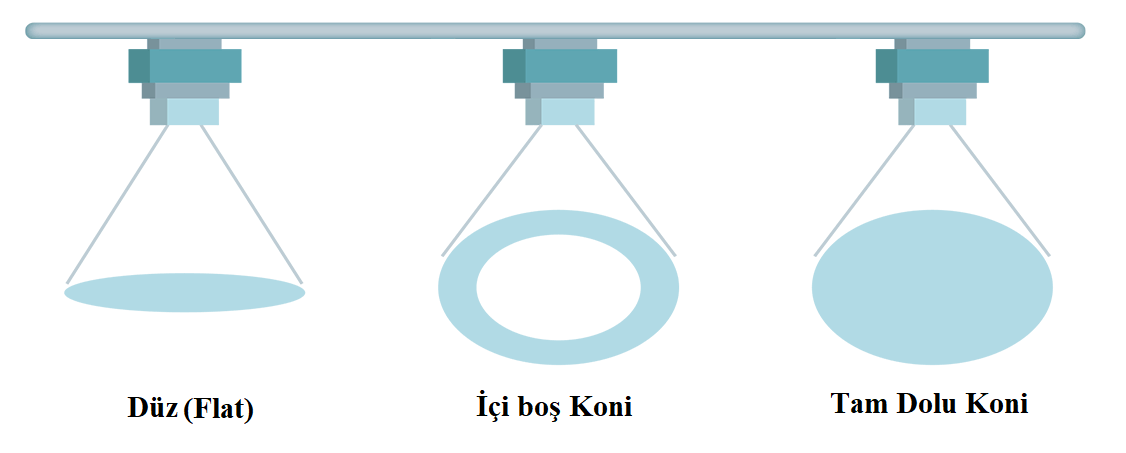 Düz (Flat)
İçi boş Koni
Tam Dolu Koni